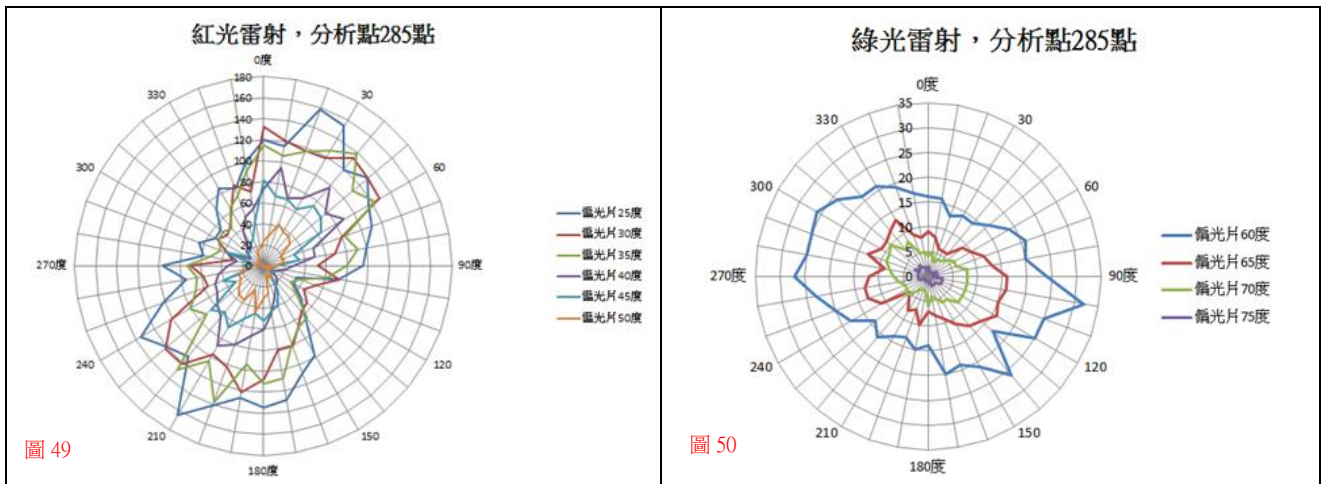 紅光雷射，分析點285點
0度
30
60
90度
120
150
180度
210
240
270度
300
330
180
160
140
120
100
80
60
40
20
0
偏光片25度
偏光片30度
偏光片35度
偏光片40度
偏光片45度
偏光片50度
圖 49
綠光雷射，分析點285點
0度
30
60
90度
120
150
180度
210
240
270度
300
330
35
30
25
20
15
10
5
0
偏光片60度
偏光片65度
偏光片70度
偏光片75度
圖 50